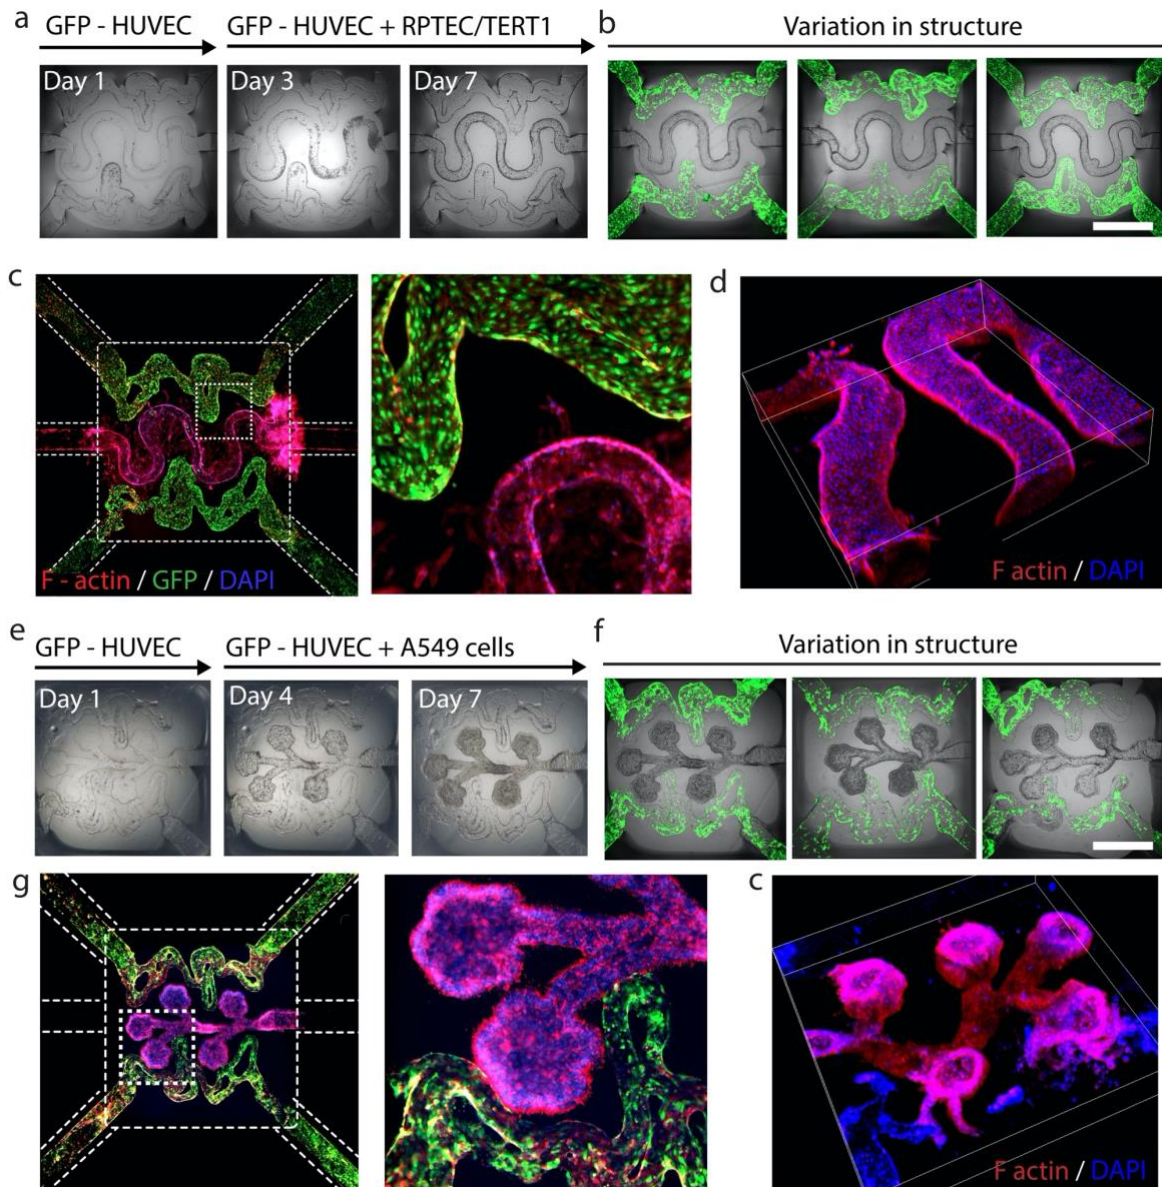 a
GFP - HUVEC
GFP - HUVEC + RPTEC/TERT1
Day 1
Day 3
Day 7
b
Variation in structure
c
F - actin / GFP / DAPI
d
F actin / DAPI
e
GFP - HUVEC
GFP - HUVEC + A549 cells
Day 1
Day 4
Day 7
f
Variation in structure
g
c
F actin / DAPI